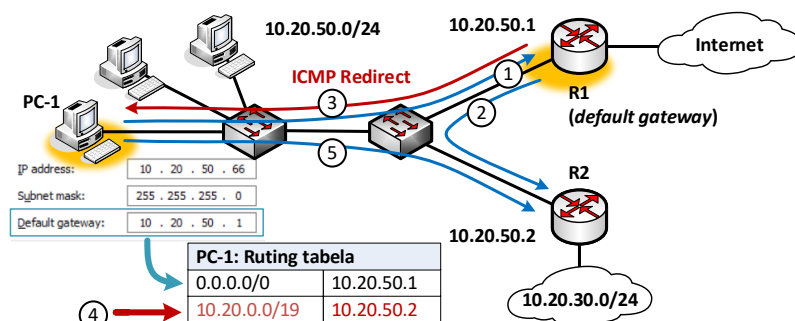 10.20.50.0/24
10.20.50.1
Internet
ICMP Redirect
1
PC-1
3
2
R1
(default gateway)
5
R2
IP address: 10 . 20 . 50 . 66
Subnet mask: 255 . 255 . 255 . 0
Default gateway: 10 . 20 . 50 . 1
10.20.50.2
PC-1: Ruting tabela
0.0.0.0/0 10.20.50.1
4
10.20.0.0/19 10.20.50.2
10.20.30.0/24